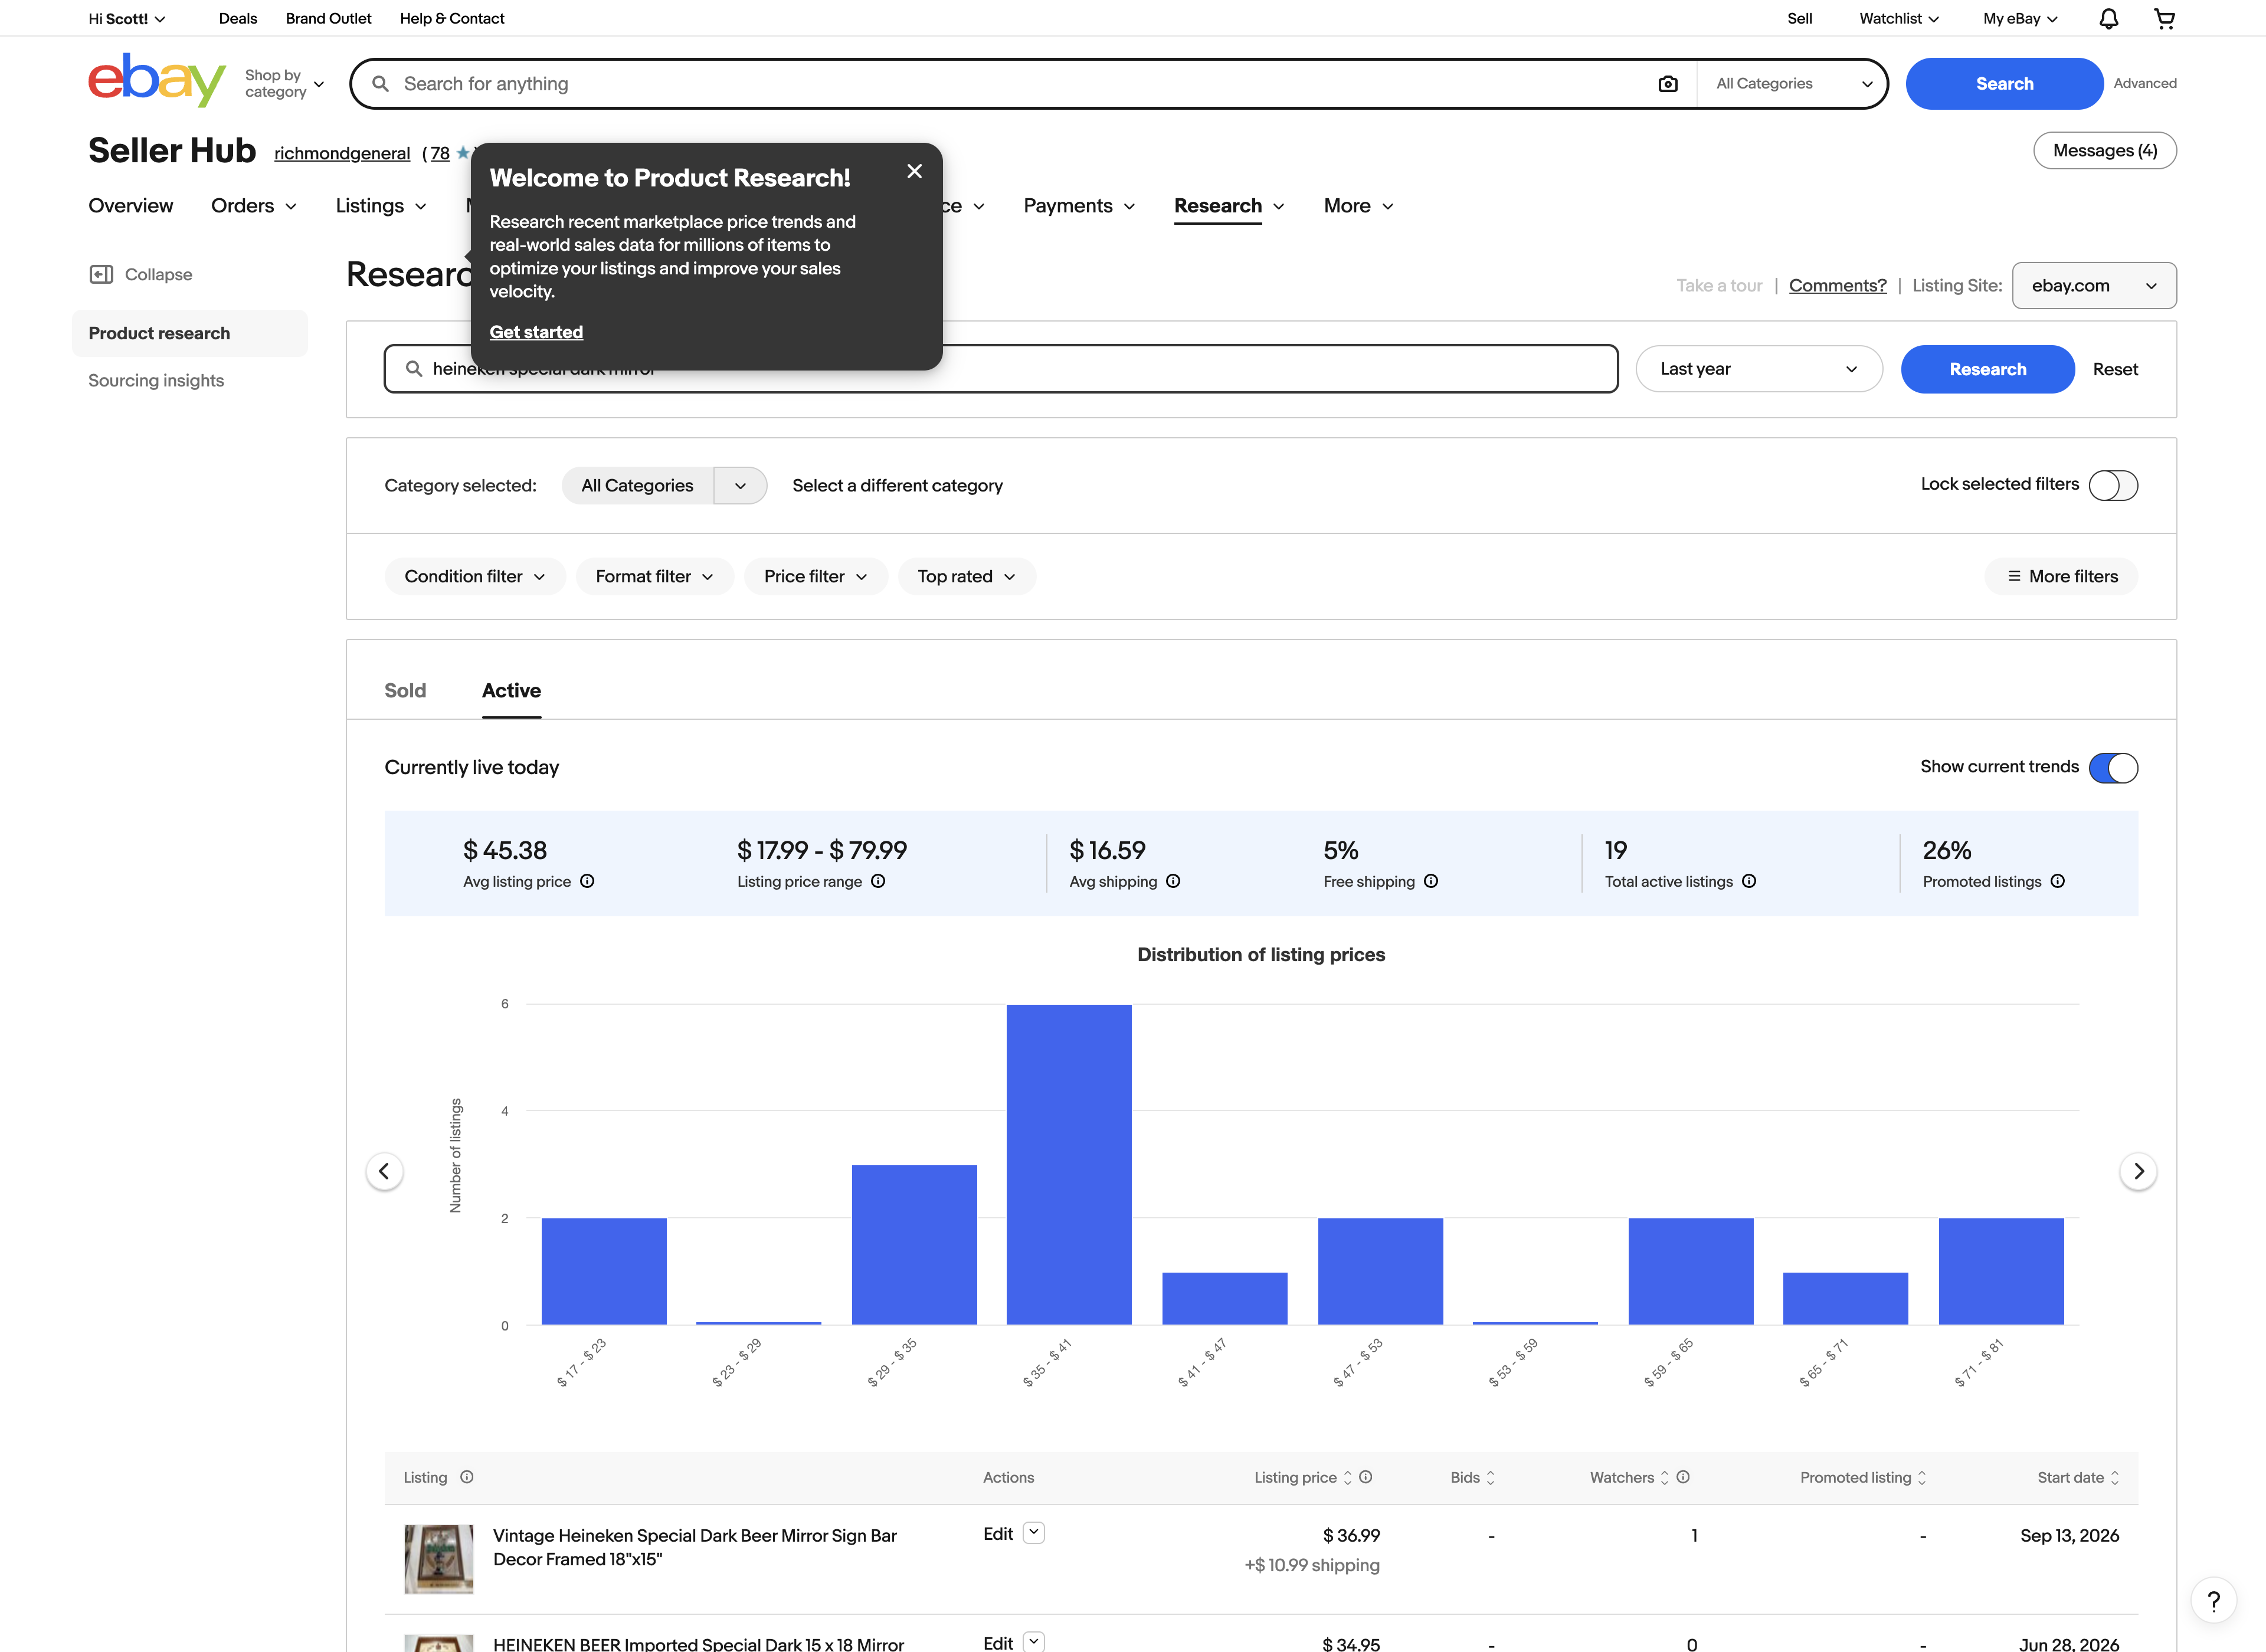 Hi Scott!
Deals
Brand Outlet
Help & Contact
Sell
Watchlist
My eBay
ebay
Shop by
category
Search for anything
All Categories
Search
Advanced
Seller Hub
richmondgeneral
(78
Messages (4)
Overview
Orders
Listings
ce
Payments
Research
More
Welcome to Product Research!
Research recent marketplace price trends and
real-world sales data for millions of items to
optimize your listings and improve your sales
velocity.
Get started
Collapse
Product research
Sourcing insights
Researc
Take a tour | Comments? | Listing Site:
ebay.com
heineken special dark mirror
Last year
Research
Reset
Category selected:
All Categories
Select a different category
Lock selected filters
Condition filter
Format filter
Price filter
Top rated
More filters
Sold
Active
Currently live today
Show current trends
$ 45.38
Avg listing price
$ 17.99 - $ 79.99
Listing price range
$ 16.59
Avg shipping
5%
Free shipping
19
Total active listings
26%
Promoted listings
Distribution of listing prices
Number of listings
6
4
2
0
$ 17 - $ 23
$ 23 - $ 29
$ 29 - $ 35
$ 35 - $ 41
$ 41 - $ 47
$ 47 - $ 53
$ 53 - $ 59
$ 59 - $ 65
$ 65 - $ 71
$ 71 - $ 81
Listing
Actions
Listing price
Bids
Watchers
Promoted listing
Start date
Vintage Heineken Special Dark Beer Mirror Sign Bar
Decor Framed 18"x15"
Edit
$ 36.99
+$ 10.99 shipping
-
1
-
Sep 13, 2026
HEINEKEN BEER Imported Special Dark 15 x 18 Mirror
Edit
$ 34.95
-
0
-
Jun 28, 2026
?